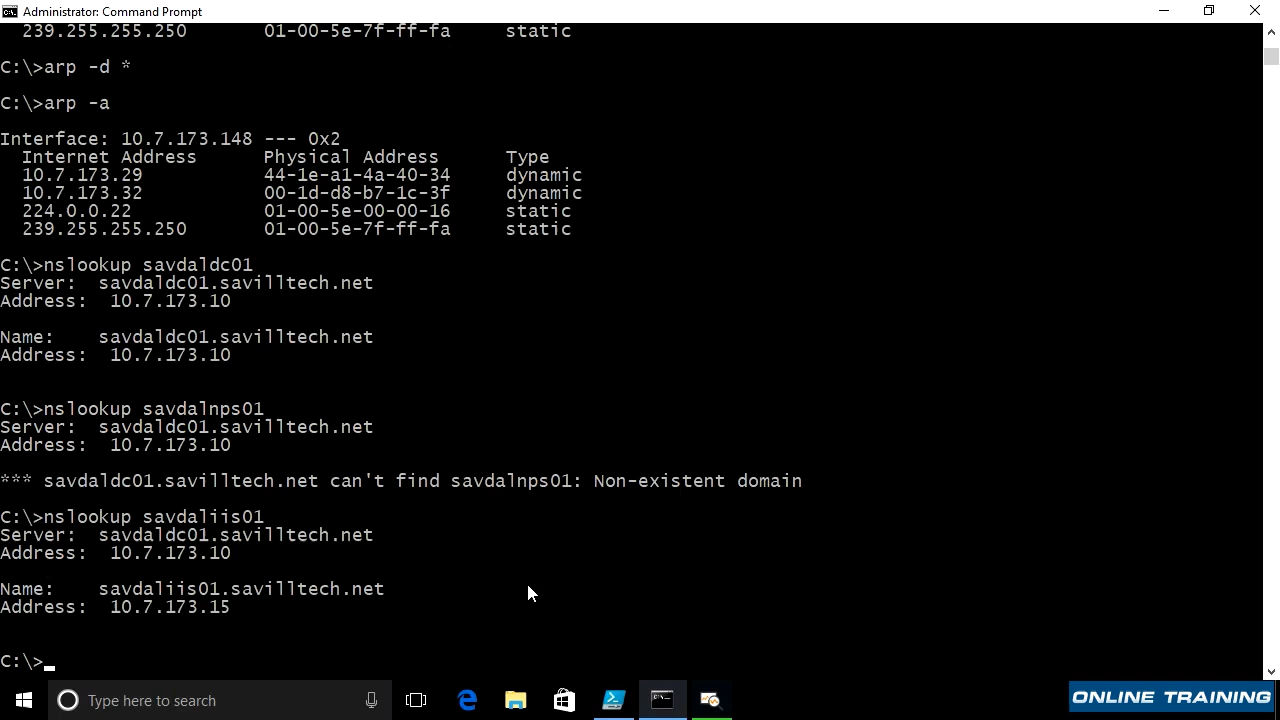 Administrator: Command Prompt
239.255.255.250 01-00-5e-7f-ff-fa static
C:\>arp -d *
C:\>arp -a
Interface: 10.7.173.148 --- 0x2
Internet Address Physical Address Type
10.7.173.29 44-1e-a1-4a-40-34 dynamic
10.7.173.32 00-1d-d8-b7-1c-3f dynamic
224.0.0.22 01-00-5e-00-00-16 static
239.255.255.250 01-00-5e-7f-ff-fa static
C:\>nslookup savdaldc01
Server: savdaldc01.savilltech.net
Address: 10.7.173.10
Name: savdaldc01.savilltech.net
Address: 10.7.173.10
C:\>nslookup savdalnps01
Server: savdaldc01.savilltech.net
Address: 10.7.173.10
*** savdaldc01.savilltech.net can't find savdalnps01: Non-existent domain
C:\>nslookup savdaliis01
Server: savdaldc01.savilltech.net
Address: 10.7.173.10
Name: savdaliis01.savilltech.net
Address: 10.7.173.15
C:\>
Type here to search
ONLINE TRAINING